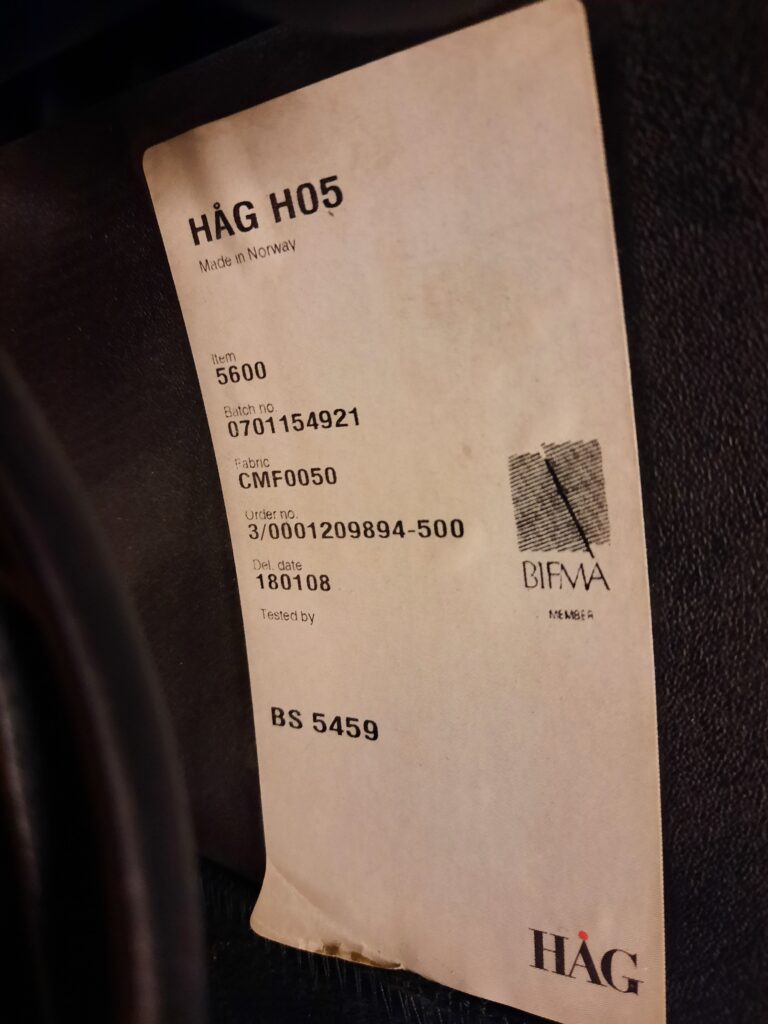 HÅG H05
Made in Norway
Item
5600
Batch no.
0701154921
Fabric
CMF0050
Order no.
3/0001209894-500
Del. date
180108
Tested by
BIFMA
MEMBER
BS 5459
HÅG